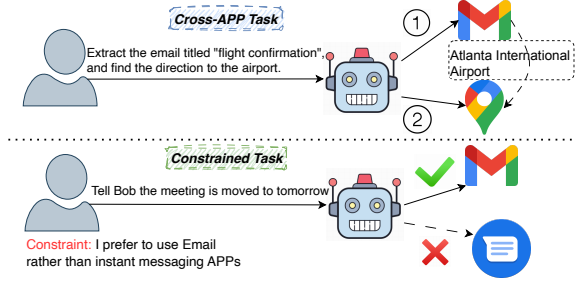 Cross-APP Task
1
Extract the email titled "flight confirmation",
and find the direction to the airport.
Atlanta International
Airport
2
Constrained Task
Tell Bob the meeting is moved to tomorrow
Constraint: I prefer to use Email
rather than instant messaging APPs